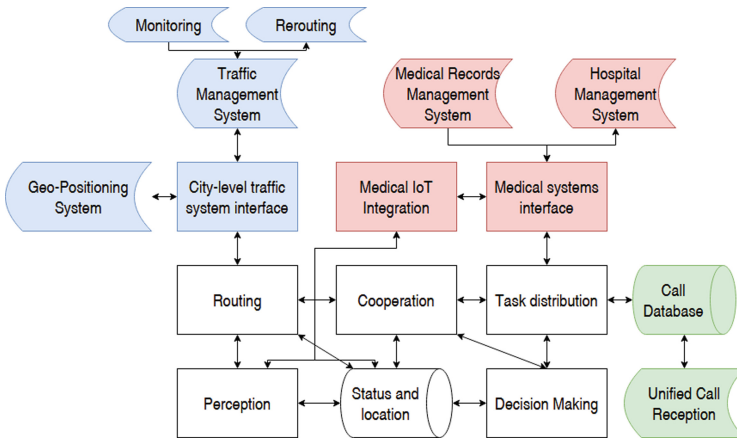 Monitoring
Rerouting
Traffic
Management
System
Medical Records
Management
System
Hospital
Management
System
Geo-Positioning
System
City-level traffic
system interface
Medical IoT
Integration
Medical systems
interface
Routing
Cooperation
Task distribution
Call
Database
Perception
Status and
location
Decision Making
Unified Call
Reception